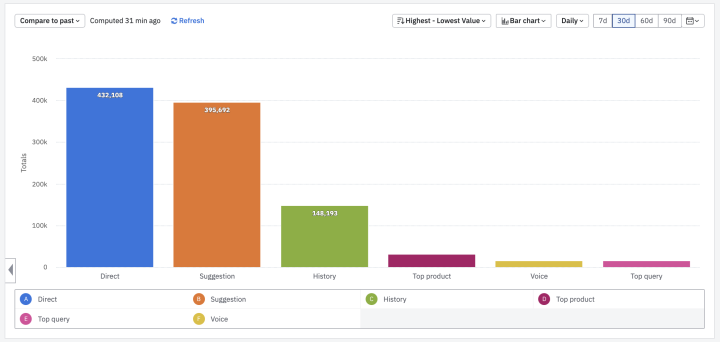 Compare to past Computed 31 min ago Refresh Highest - Lowest Value Bar chart Daily 7d 30d 60d 90d
500k
400k
300k
200k
100k
0
Totals
432,108
395,692
148,193
Direct Suggestion History Top product Voice Top query
A Direct B Suggestion C History D Top product
E Top query F Voice